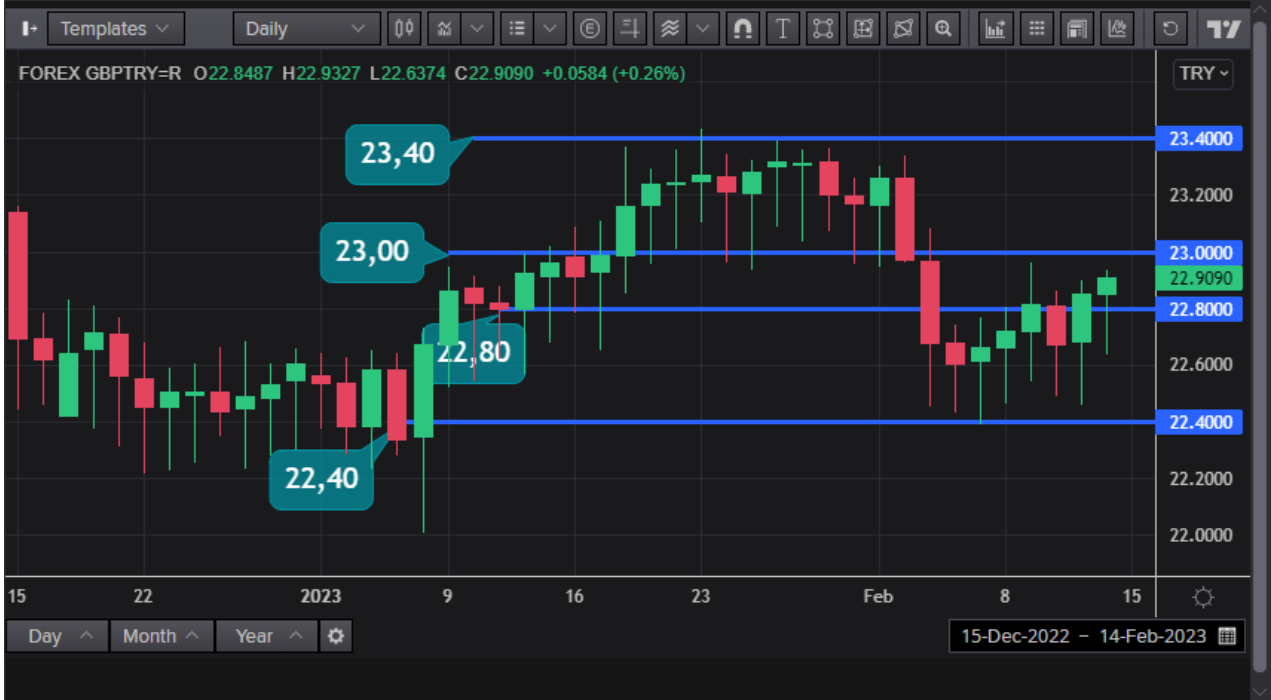 Templates Daily
FOREX GBPTRY=R O22.8487 H22.9327 L22.6374 C22.9090 +0.0584 (+0.26%)
TRY
23,40
23.4000
23.2000
23,00
23.0000
22.9090
22.8000
22,80
22.6000
22.4000
22,40
22.2000
22.0000
15 22 2023 9 16 23 Feb 8 15
Day Month Year 15-Dec-2022 − 14-Feb-2023